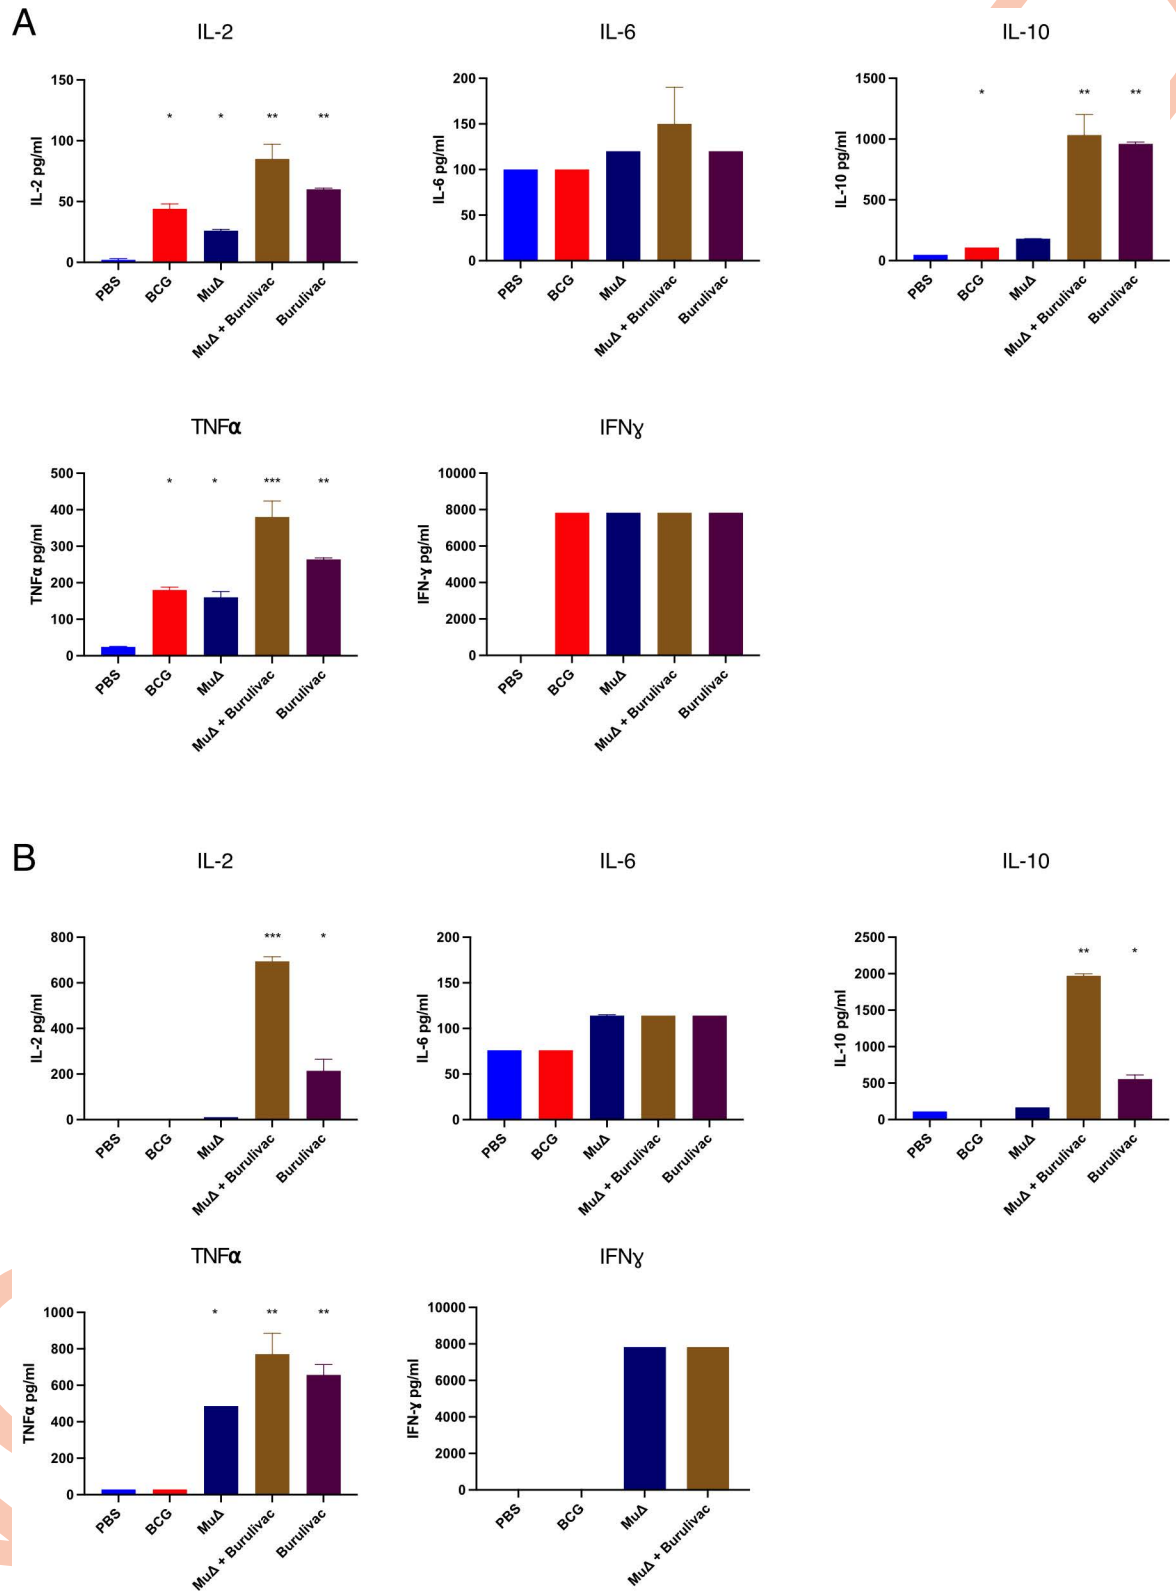 A
IL-2
IL-6
IL-10
IL-2 pg/ml
150
100
50
0
* * ** **
PBS
BCG
MuΔ
MuΔ + Burulivac
Burulivac
IL-6 pg/ml
200
150
100
50
0
PBS
BCG
MuΔ
MuΔ + Burulivac
Burulivac
IL-10 pg/ml
1500
1000
500
0
* ** **
PBS
BCG
MuΔ
MuΔ + Burulivac
Burulivac
TNFα
IFNɣ
TNFα pg/ml
500
400
300
200
100
0
* * *** **
PBS
BCG
MuΔ
MuΔ + Burulivac
Burulivac
IFN-ɣ pg/ml
10000
8000
6000
4000
2000
0
PBS
BCG
MuΔ
MuΔ + Burulivac
Burulivac
B
IL-2
IL-6
IL-10
IL-2 pg/ml
800
600
400
200
0
*** *
PBS
BCG
MuΔ
MuΔ + Burulivac
Burulivac
IL-6 pg/ml
200
150
100
50
0
PBS
BCG
MuΔ
MuΔ + Burulivac
Burulivac
IL-10 pg/ml
2500
2000
1500
1000
500
0
** *
PBS
BCG
MuΔ
MuΔ + Burulivac
Burulivac
TNFα
IFNɣ
TNFα pg/ml
1000
800
600
400
200
0
* ** **
PBS
BCG
MuΔ
MuΔ + Burulivac
Burulivac
IFN-ɣ pg/ml
10000
8000
6000
4000
2000
0
PBS
BCG
MuΔ
MuΔ + Burulivac